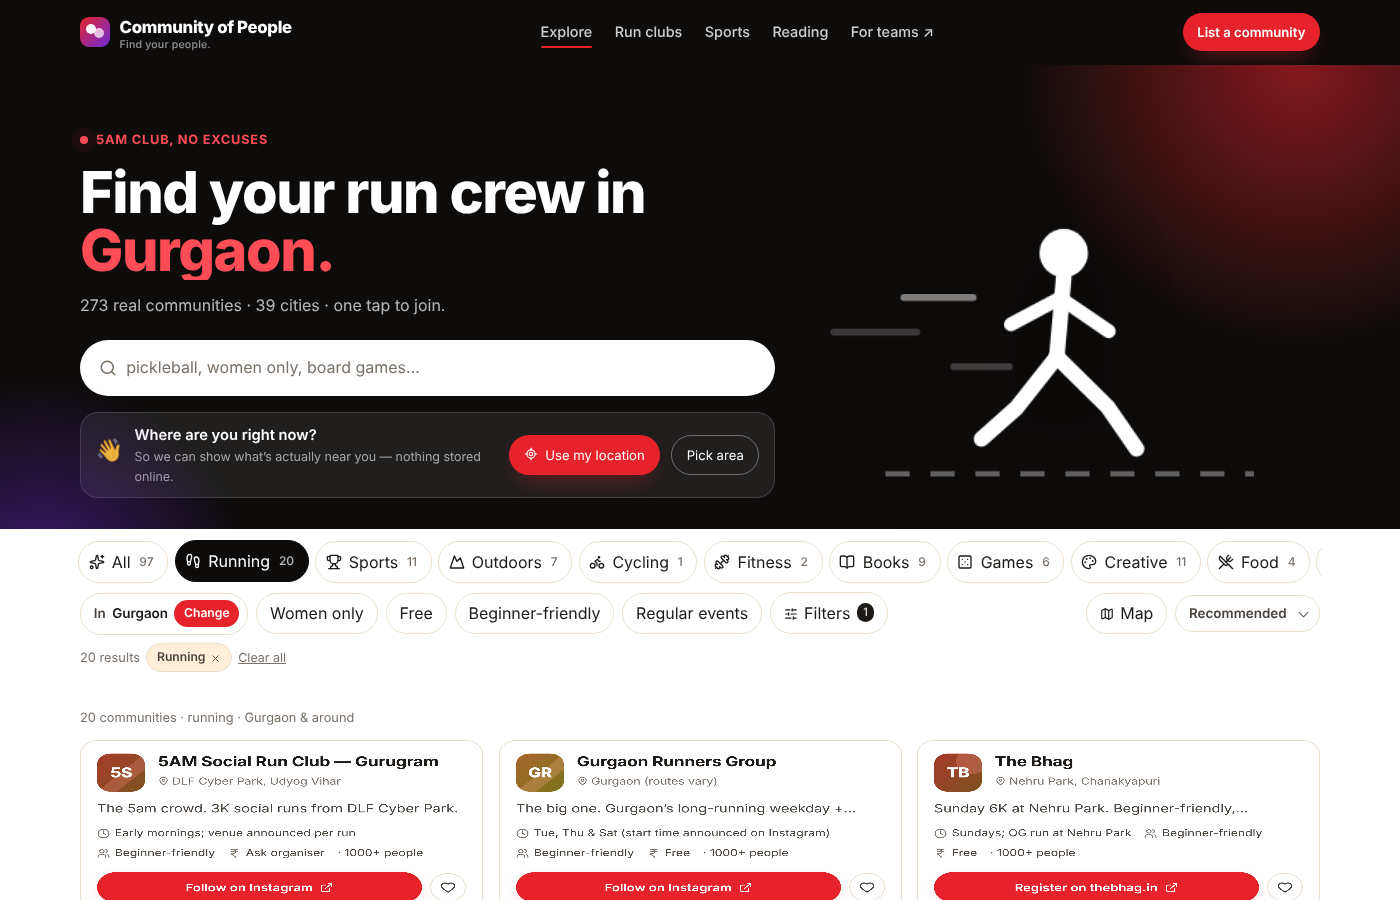 Community of People
Find your people.
Explore
Run clubs
Sports
Reading
For teams ↗
List a community
5AM CLUB, NO EXCUSES
Find your run crew in
Gurgaon.
273 real communities · 39 cities · one tap to join.
pickleball, women only, board games...
Where are you right now?
So we can show what's actually near you — nothing stored
online.
Use my location
Pick area
All 97
Running 20
Sports 11
Outdoors 7
Cycling 1
Fitness 2
Books 9
Games 6
Creative 11
Food 4
In Gurgaon Change
Women only
Free
Beginner-friendly
Regular events
Filters 1
Map
Recommended
20 results
Running ×
Clear all
20 communities · running · Gurgaon & around
5S
5AM Social Run Club — Gurugram
DLF Cyber Park, Udyog Vihar
The 5am crowd. 3K social runs from DLF Cyber Park.
Early mornings; venue announced per run
Beginner-friendly ₹ Ask organiser · 1000+ people
Follow on Instagram
GR
Gurgaon Runners Group
Gurgaon (routes vary)
The big one. Gurgaon's long-running weekday +...
Tue, Thu & Sat (start time announced on Instagram)
Beginner-friendly ₹ Free · 1000+ people
Follow on Instagram
TB
The Bhag
Nehru Park, Chanakyapuri
Sunday 6K at Nehru Park. Beginner-friendly,...
Sundays; OG run at Nehru Park Beginner-friendly
₹ Free · 1000+ people
Register on thebhag.in